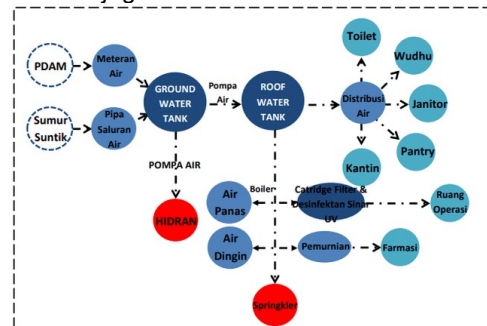 Toilet
Wudhu
PDAM
Meteran
Air
GROUND
WATER
TANK
Pompa
Air
ROOF
WATER
TANK
Distribusi
Air
Janitor
Sumur
Suntik
Pipa
Saluran
Air
Pantry
Kantin
POMPA AIR
HIDRAN
Air
Panas
Boiler
Catridge Filter &
Desinfektan Sinar
UV
Ruang
Operasi
Air
Dingin
Pemurnian
Farmasi
Springkler